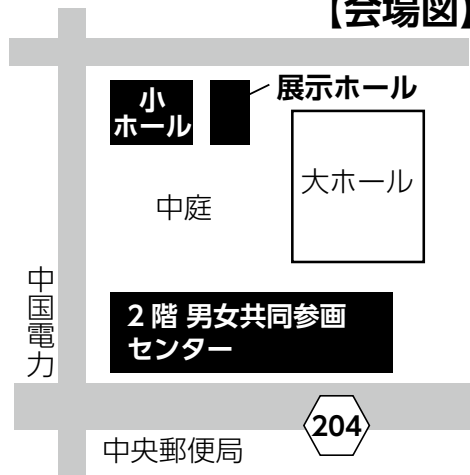 【会場図】
小
ホール
展示ホール
大ホール
中庭
中国電力
2階 男女共同参画
センター
204
中央郵便局